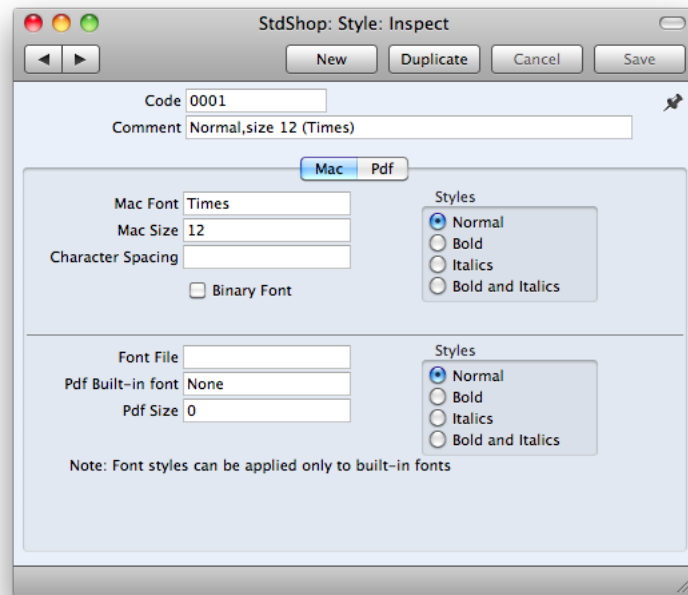 StdShop: Style: Inspect
New Duplicate Cancel Save
Code 0001
Comment Normal,size 12 (Times)
Mac Pdf
Mac Font Times
Mac Size 12
Character Spacing
Binary Font
Styles
Normal
Bold
Italics
Bold and Italics
Font File
Pdf Built-in font None
Pdf Size 0
Styles
Normal
Bold
Italics
Bold and Italics
Note: Font styles can be applied only to built-in fonts